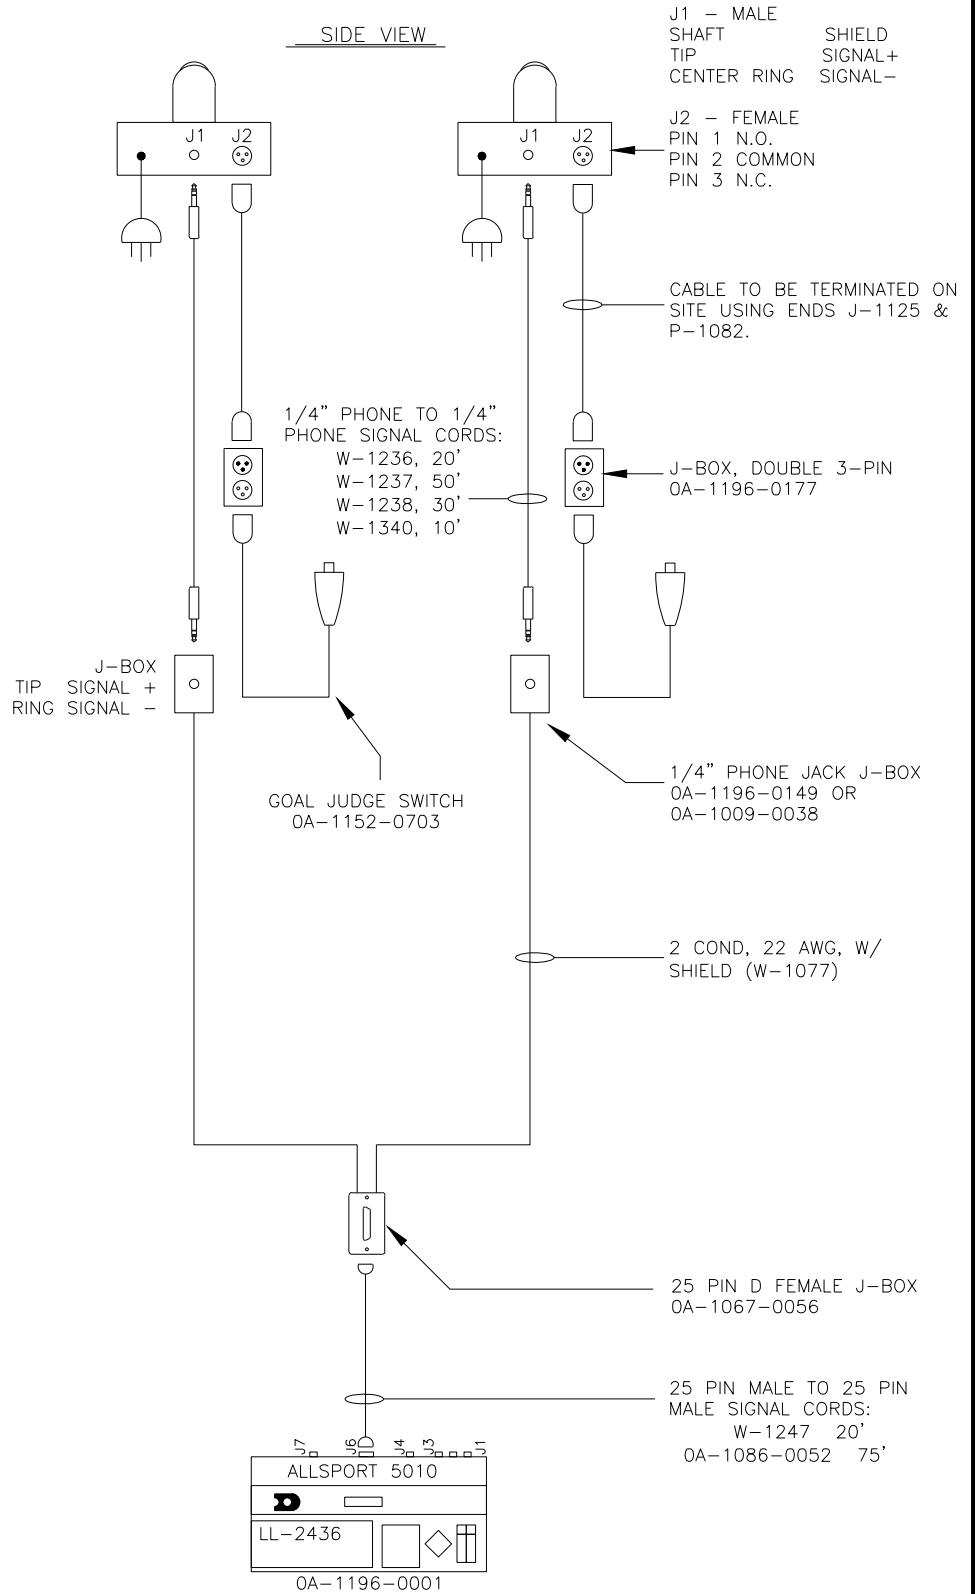 SIDE VIEW
J1 – MALE
SHAFT SHIELD
TIP SIGNAL+
CENTER RING SIGNAL–
J2 – FEMALE
PIN 1 N.O.
PIN 2 COMMON
PIN 3 N.C.
J1 J2
J1 J2
CABLE TO BE TERMINATED ON
SITE USING ENDS J–1125 &
P–1082.
1/4” PHONE TO 1/4”
PHONE SIGNAL CORDS:
W–1236, 20'
W–1237, 50'
W–1238, 30'
W–1340, 10'
J–BOX, DOUBLE 3–PIN
0A–1196–0177
J–BOX
TIP SIGNAL +
RING SIGNAL –
GOAL JUDGE SWITCH
0A–1152–0703
1/4” PHONE JACK J–BOX
0A–1196–0149 OR
0A–1009–0038
2 COND, 22 AWG, W/
SHIELD (W–1077)
25 PIN D FEMALE J–BOX
0A–1067–0056
25 PIN MALE TO 25 PIN
MALE SIGNAL CORDS:
W–1247 20'
0A–1086–0052 75'
J7 J6 J4 J3 J1
ALLSPORT 5010
LL–2436
0A–1196–0001